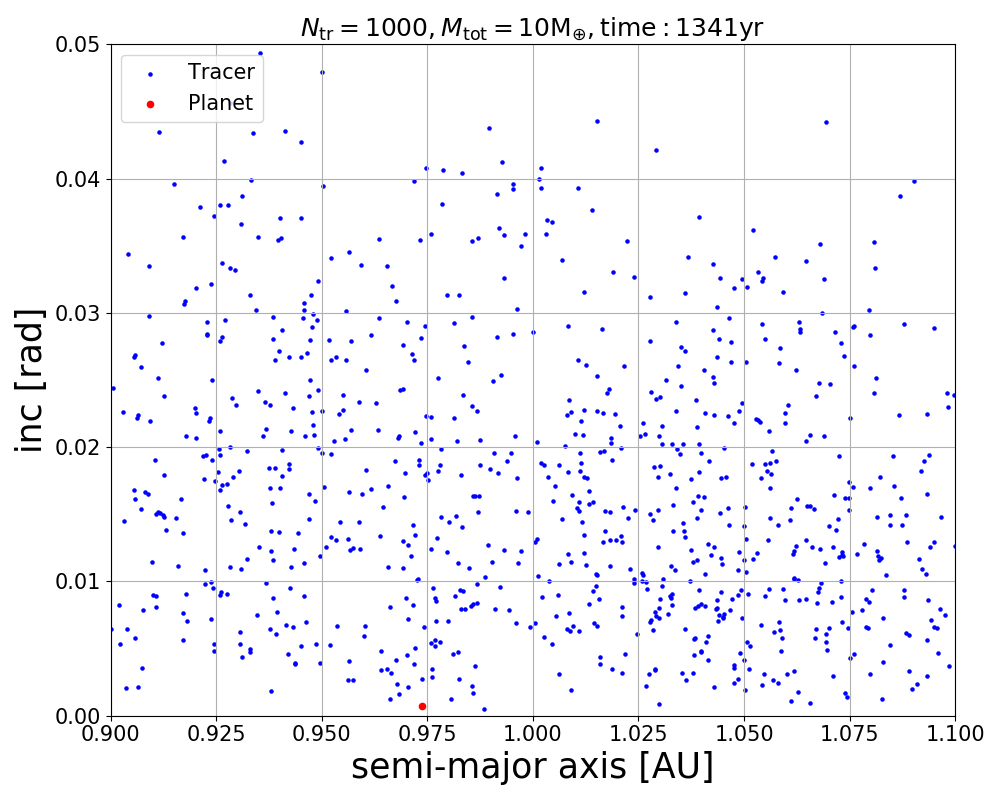 N_tr = 1000, M_tot = 10M_⊕, time : 1341yr
0.05
Tracer
Planet
0.04
0.03
inc [rad]
0.02
0.01
0.00
0.900 0.925 0.950 0.975 1.000 1.025 1.050 1.075 1.100
semi-major axis [AU]